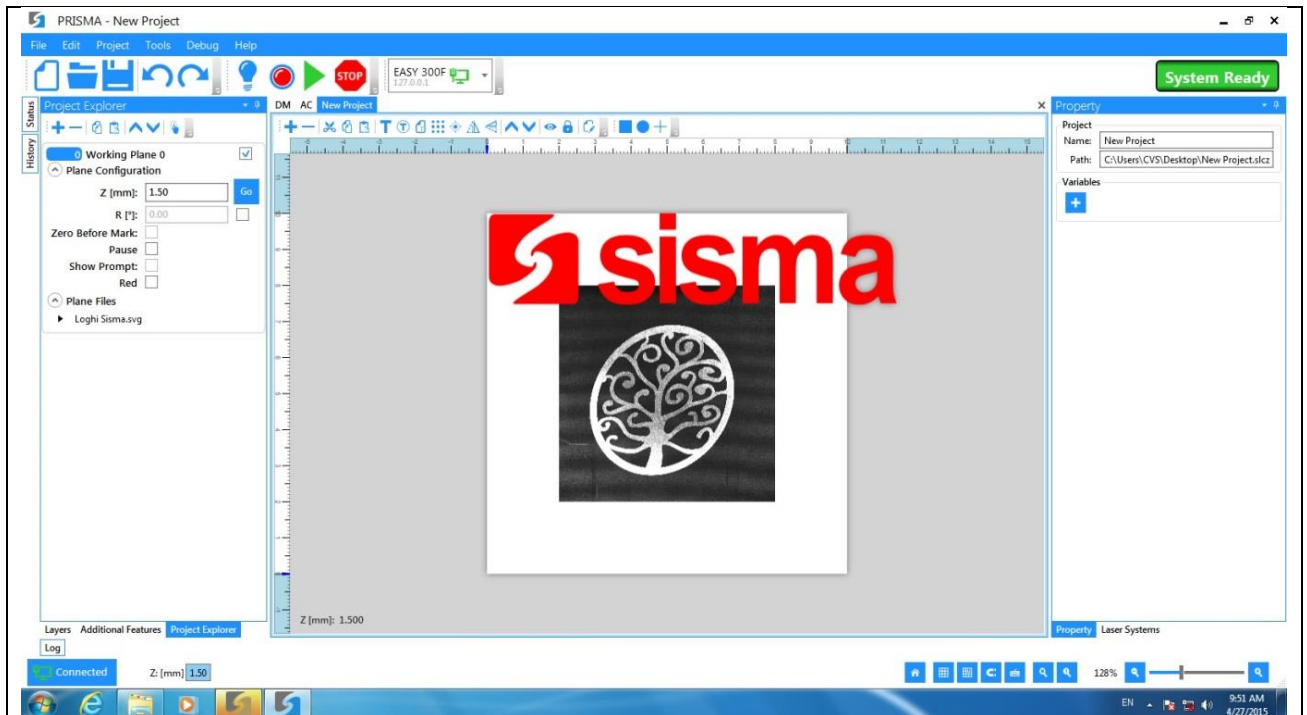 PRISMA - New Project
File Edit Project Tools Debug Help
STOP
EASY 300F
127.0.0.1
System Ready
Status
History
Project Explorer
0 Working Plane 0
Plane Configuration
Z [mm]: 1.50 Go
R [°]: 0.00
Zero Before Mark:
Pause
Show Prompt:
Red
Plane Files
Loghi Sisma.svg
Layers Additional Features Project Explorer
DM AC New Project
sisma
Z [mm]: 1.500
Property
Project
Name: New Project
Path: C:\Users\CVS\Desktop\New Project.slcz
Variables
Property Laser Systems
Log
Connected Z: [mm] 1.50
128%
EN 9:51 AM
4/27/2015